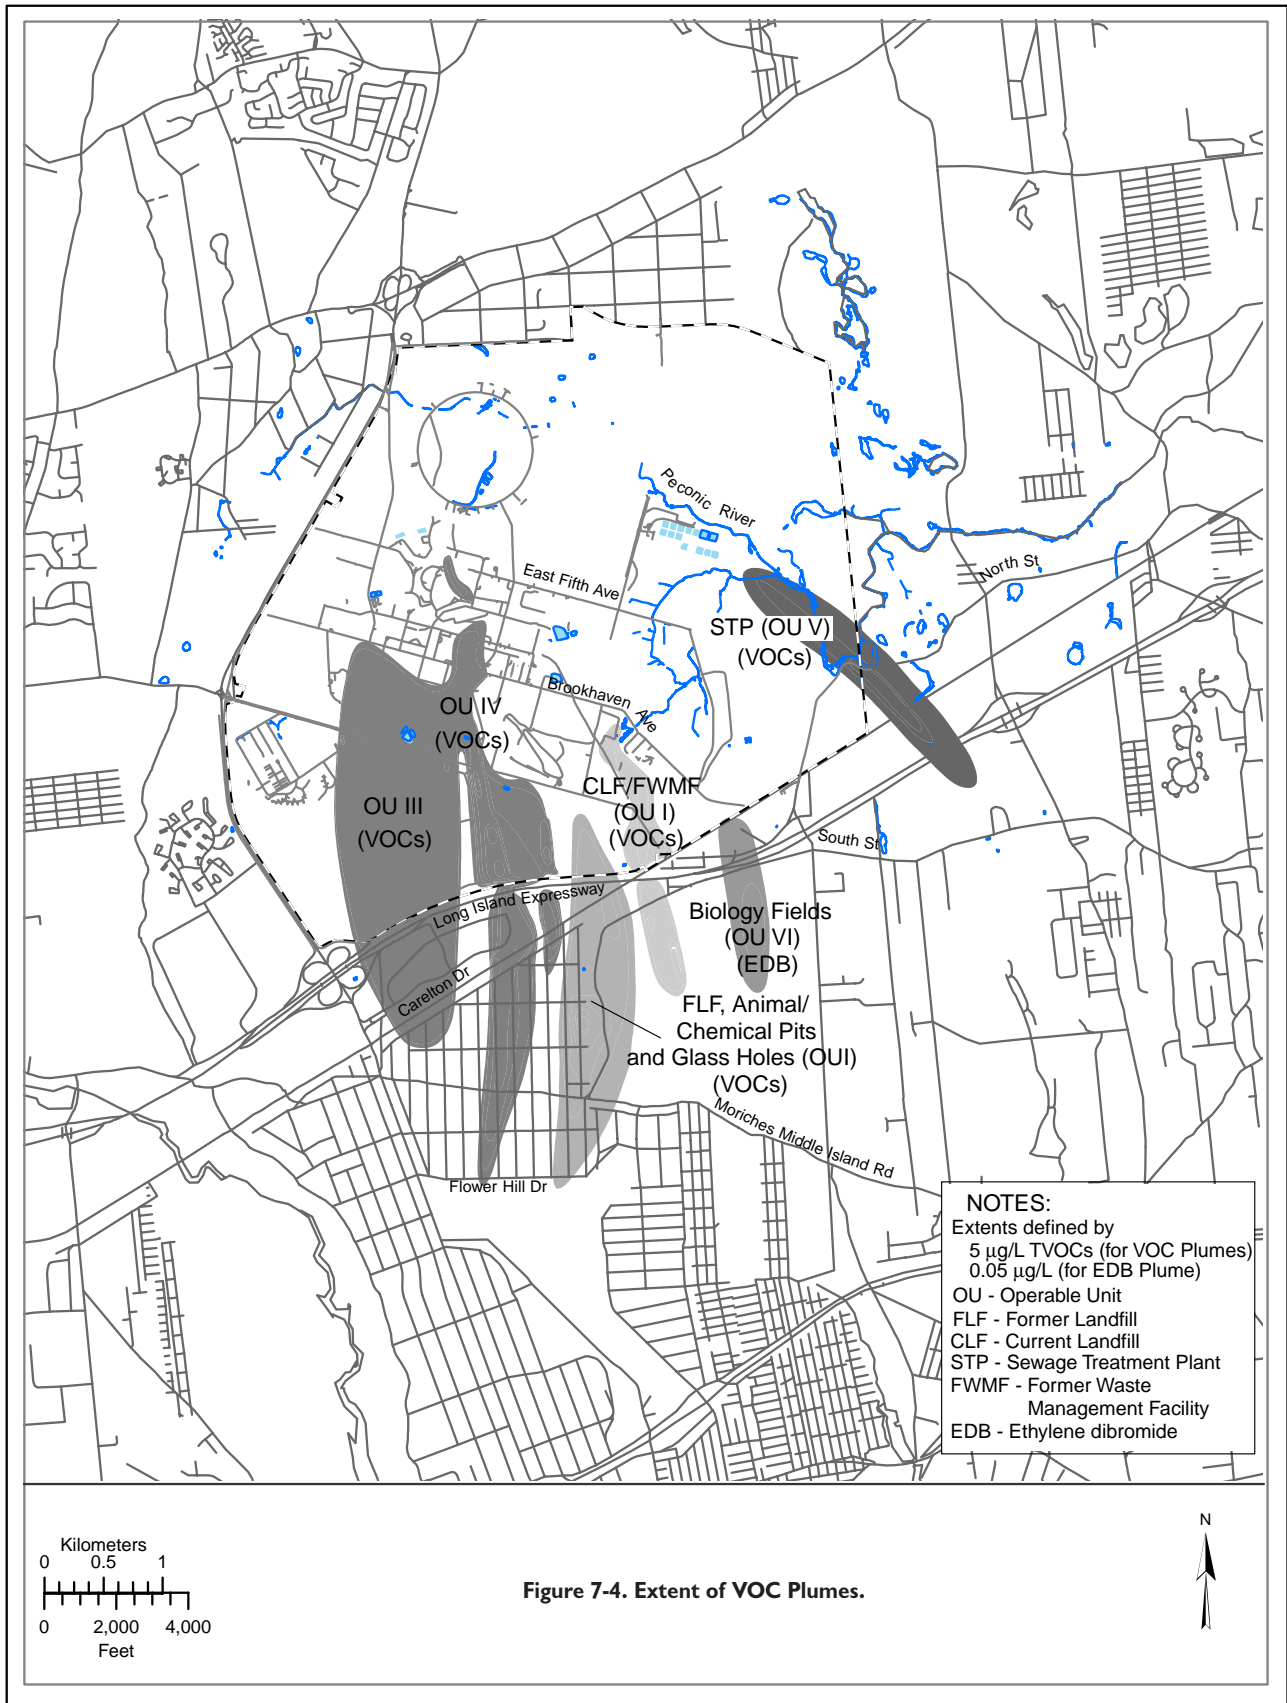 Peconic River
East Fifth Ave
North St
STP (OU V)
(VOCs)
Brookhaven Ave
OU IV
(VOCs)
CLF/FWMF
(OU I)
(VOCs)
OU III
(VOCs)
South St
Long Island Expressway
Biology Fields
(OU VI)
(EDB)
Carelton Dr
FLF, Animal/
Chemical Pits
and Glass Holes (OUI)
(VOCs)
Moriches Middle Island Rd
Flower Hill Dr
NOTES:
Extents defined by
5 µg/L TVOCs (for VOC Plumes)
0.05 µg/L (for EDB Plume)
OU - Operable Unit
FLF - Former Landfill
CLF - Current Landfill
STP - Sewage Treatment Plant
FWMF - Former Waste
Management Facility
EDB - Ethylene dibromide
Kilometers
0 0.5 1
0 2,000 4,000
Feet
Figure 7-4. Extent of VOC Plumes.
N